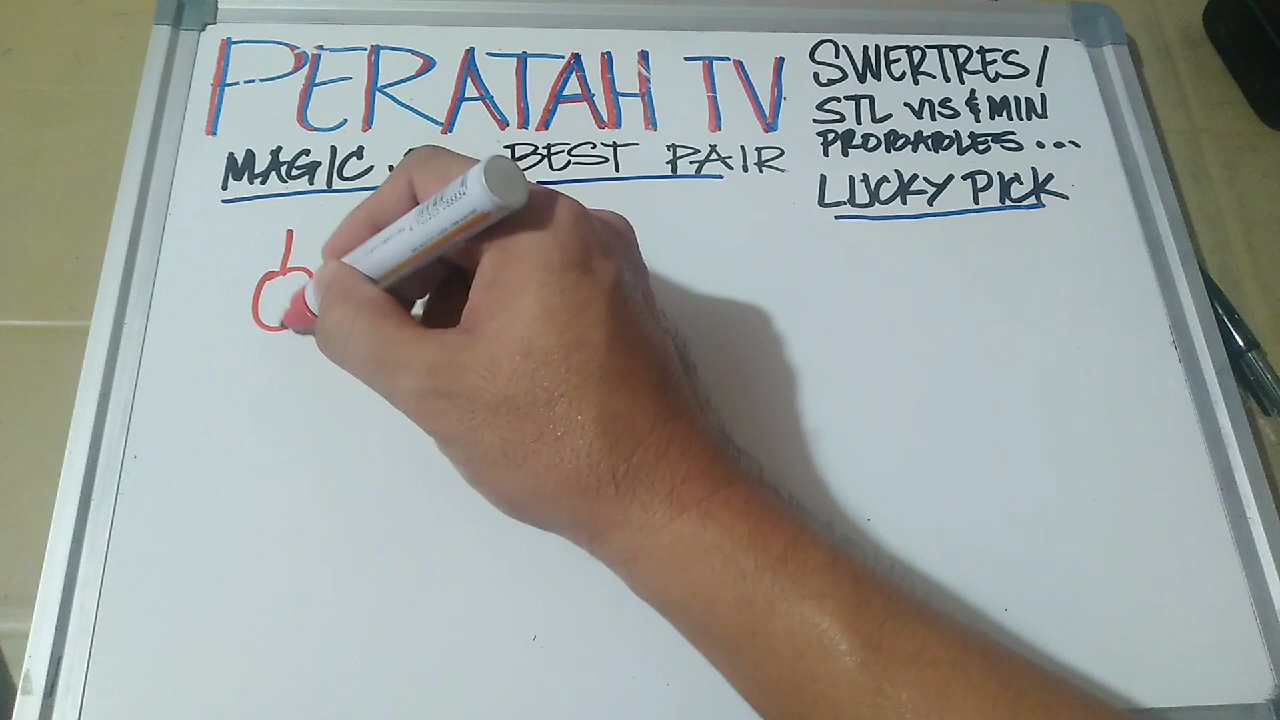 PERATAH TV
MAGIC
BEST PAIR
SWERTRES/
STL VIS & MIN
PROBABLES...
LUCKY PICK